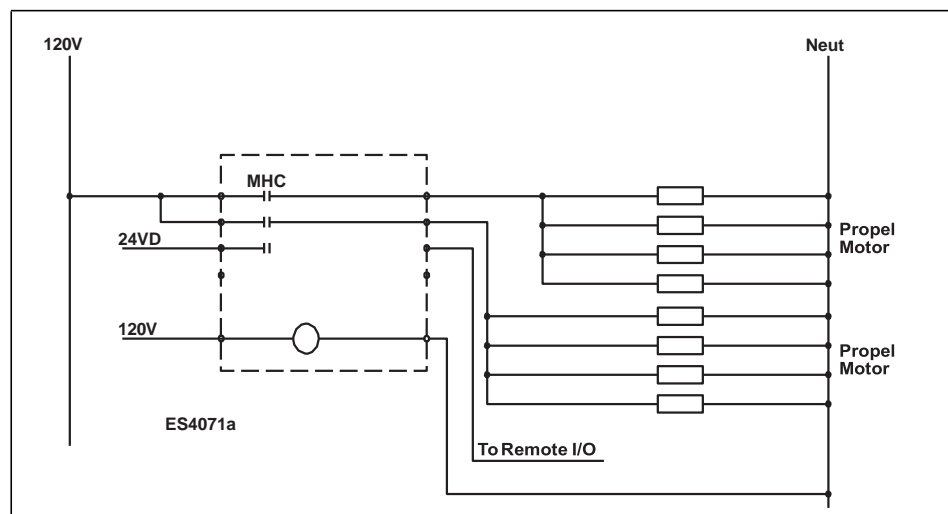 120V
Neut
MHC
24VD
120V
Propel
Motor
Propel
Motor
ES4071a
To Remote I/O